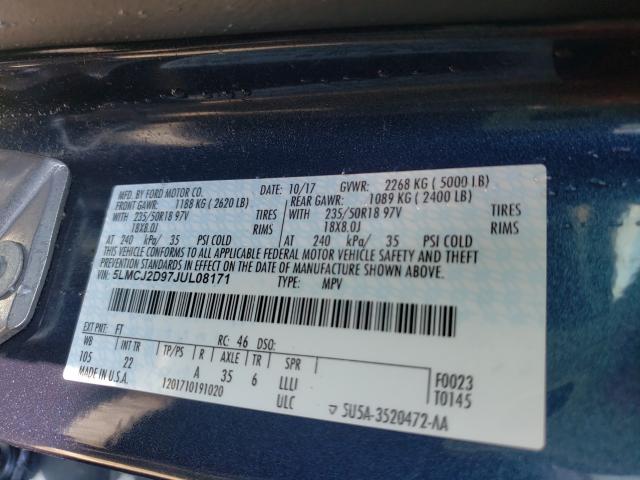 MFD. BY FORD MOTOR CO.
DATE: 10/17 GVWR: 2268 KG ( 5000 LB)
FRONT GAWR: 1188 KG ( 2620 LB) REAR GAWR: 1089 KG ( 2400 LB)
WITH 235/50R18 97V TIRES WITH 235/50R18 97V TIRES
18X8.0J RIMS 18X8.0J RIMS
AT 240 kPa/ 35 PSI COLD AT 240 kPa/ 35 PSI COLD
THIS VEHICLE CONFORMS TO ALL APPLICABLE FEDERAL MOTOR VEHICLE SAFETY AND BUMPER
STANDARDS IN EFFECT ON THE DATE OF MANUFACTURE SHOWN ABOVE.
VIN: 5LMCJ2D97JUL08171 TYPE: MPV
EXT PNT: FT RC: 46 DSO:
WB INT TR TP/PS R AXLE TR SPR F0023
105 22 A 35 6 LLLI T0145
MADE IN U.S.A. 1201710191020 ULC 5U5A-3520472-AA